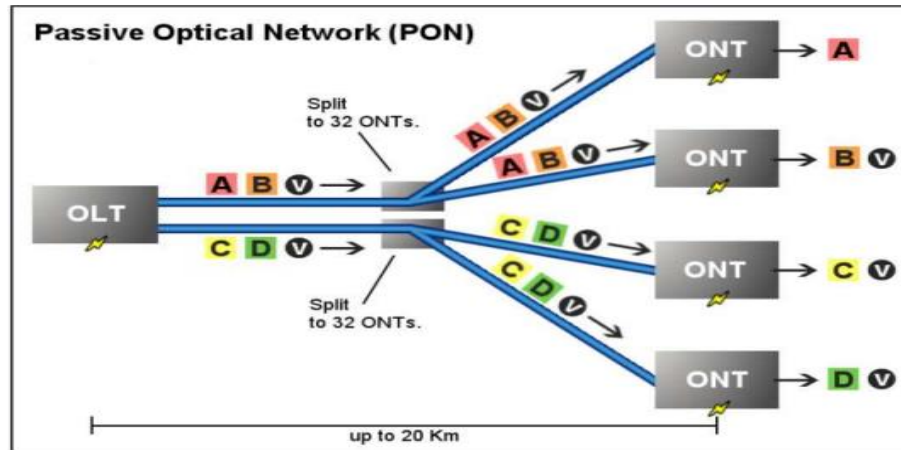 Passive Optical Network (PON)
ONT
A
Split
to 32 ONTs.
A B V
A B V
ONT
B V
A B V
OLT
C D V
C D V
ONT
C V
C D V
Split
to 32 ONTs.
ONT
D V
up to 20 Km